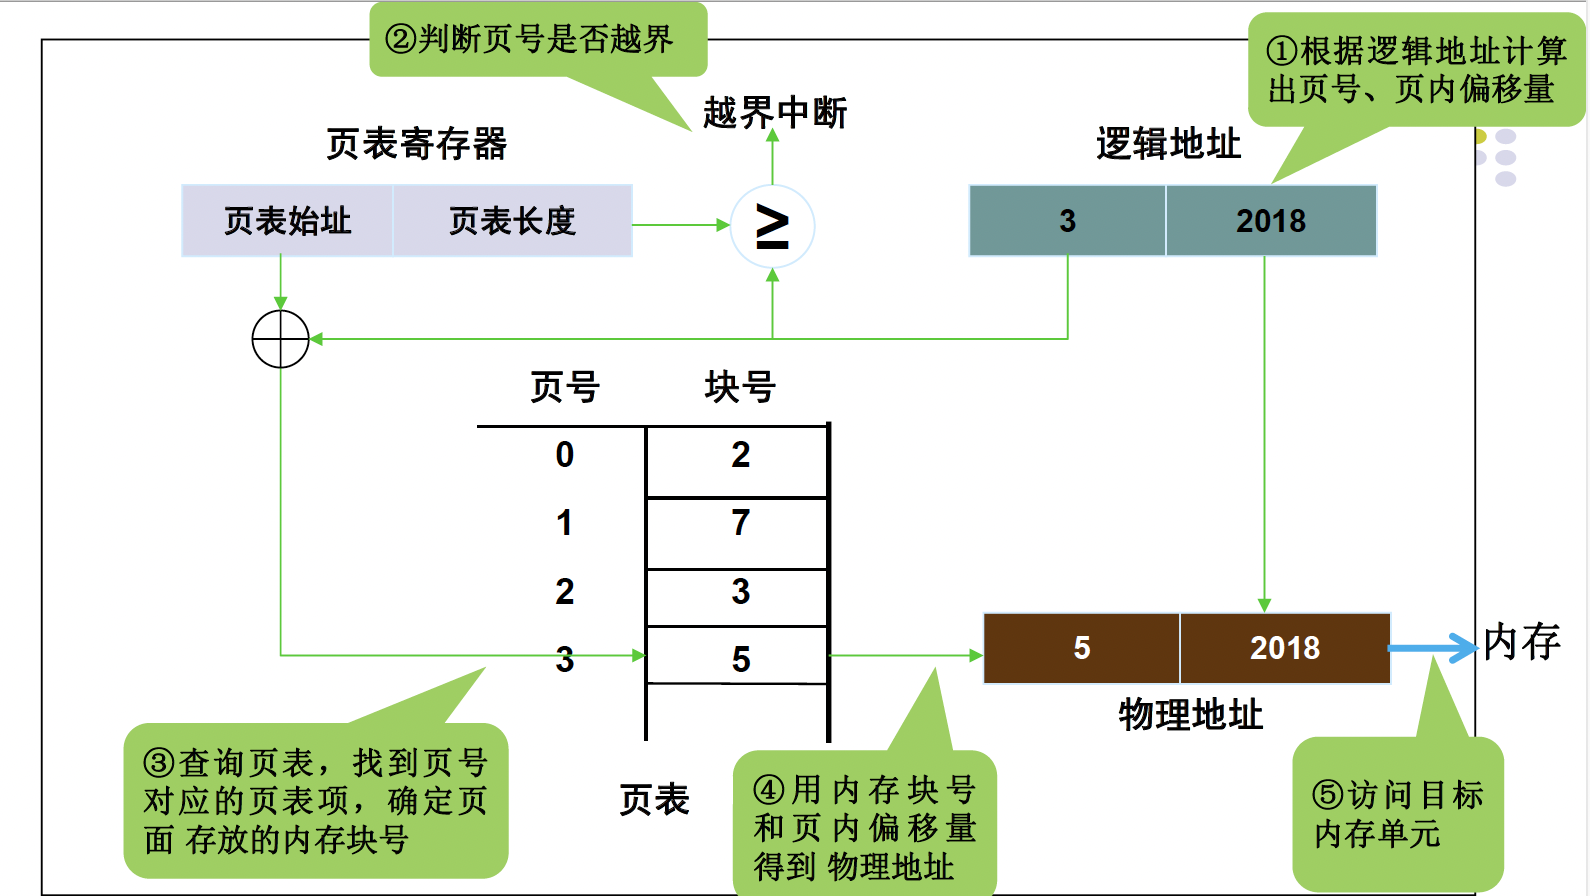 ②判断页号是否越界
①根据逻辑地址计算
出页号、页内偏移量
越界中断
页表寄存器
逻辑地址
页表始址
页表长度
≥
3
2018
页号
块号
0
2
1
7
2
3
3
5
5
2018
内存
物理地址
③查询页表，找到页号
对应的页表项，确定页
面 存放的内存块号
页表
④用内存块号
和页内偏移量
得到 物理地址
⑤访问目标
内存单元